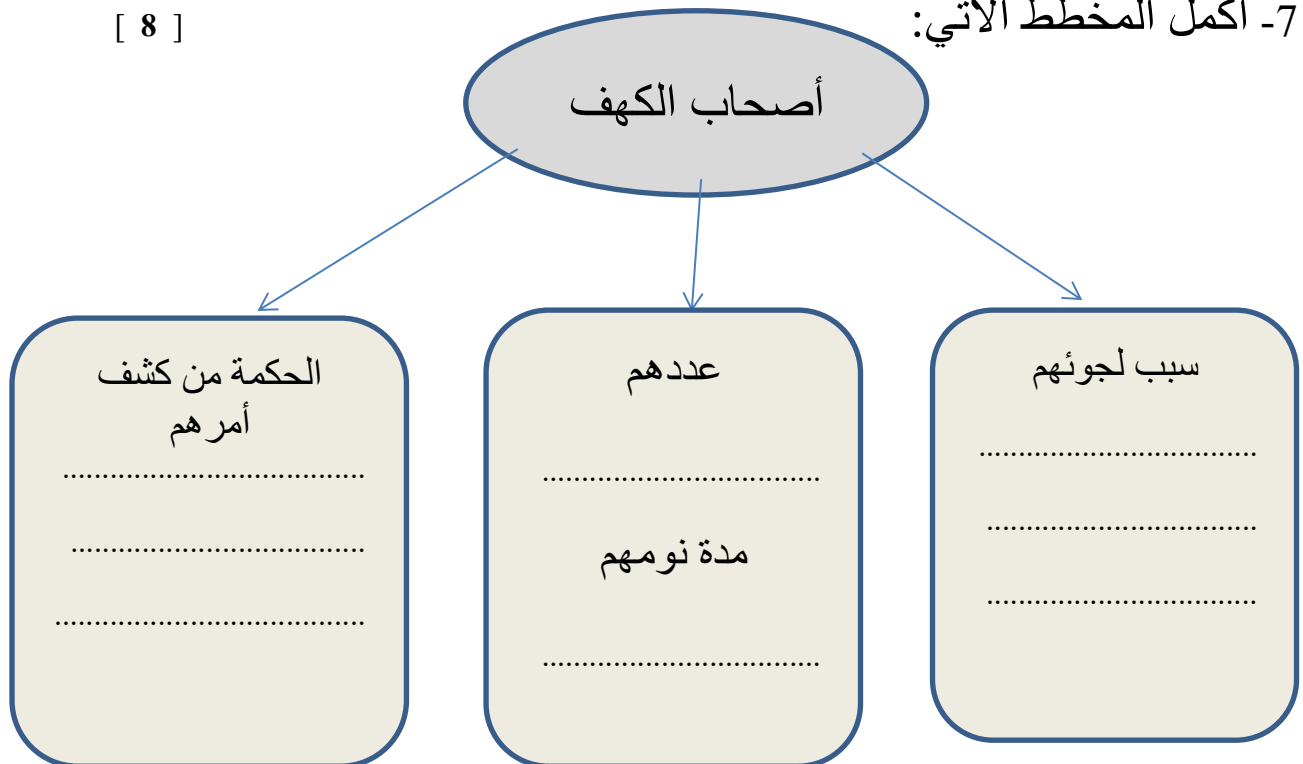 7- أكمل المخطط الآتي:
[ 8 ]
أصحاب الكهف
سبب لجوئهم
..................................
.................................
.................................
عددهم
..................................
مدة نومهم
..................................
الحكمة من كشف
أمرهم
.....................................
....................................
......................................